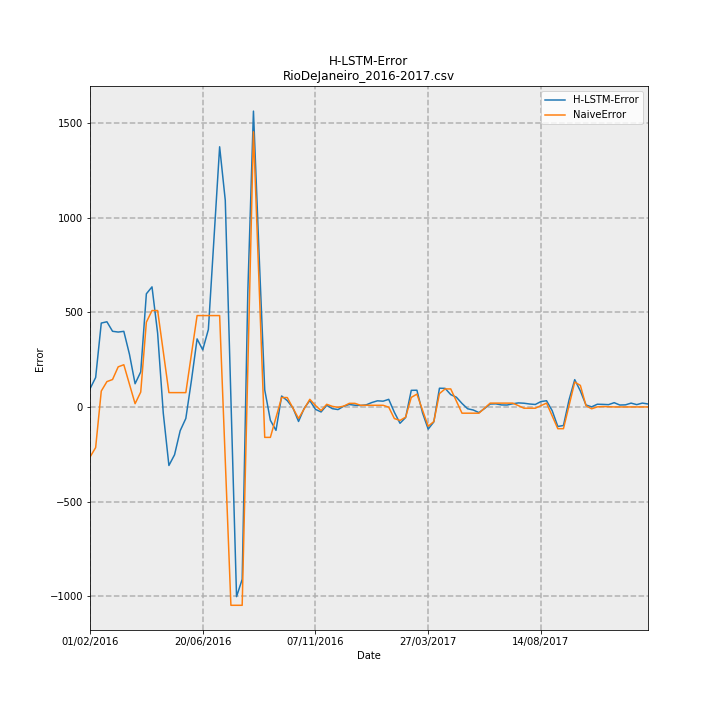 H-LSTM-Error
RioDeJaneiro_2016-2017.csv
H-LSTM-Error
NaiveError
1500
1000
500
0
−500
−1000
Error
01/02/2016
20/06/2016
07/11/2016
27/03/2017
14/08/2017
Date